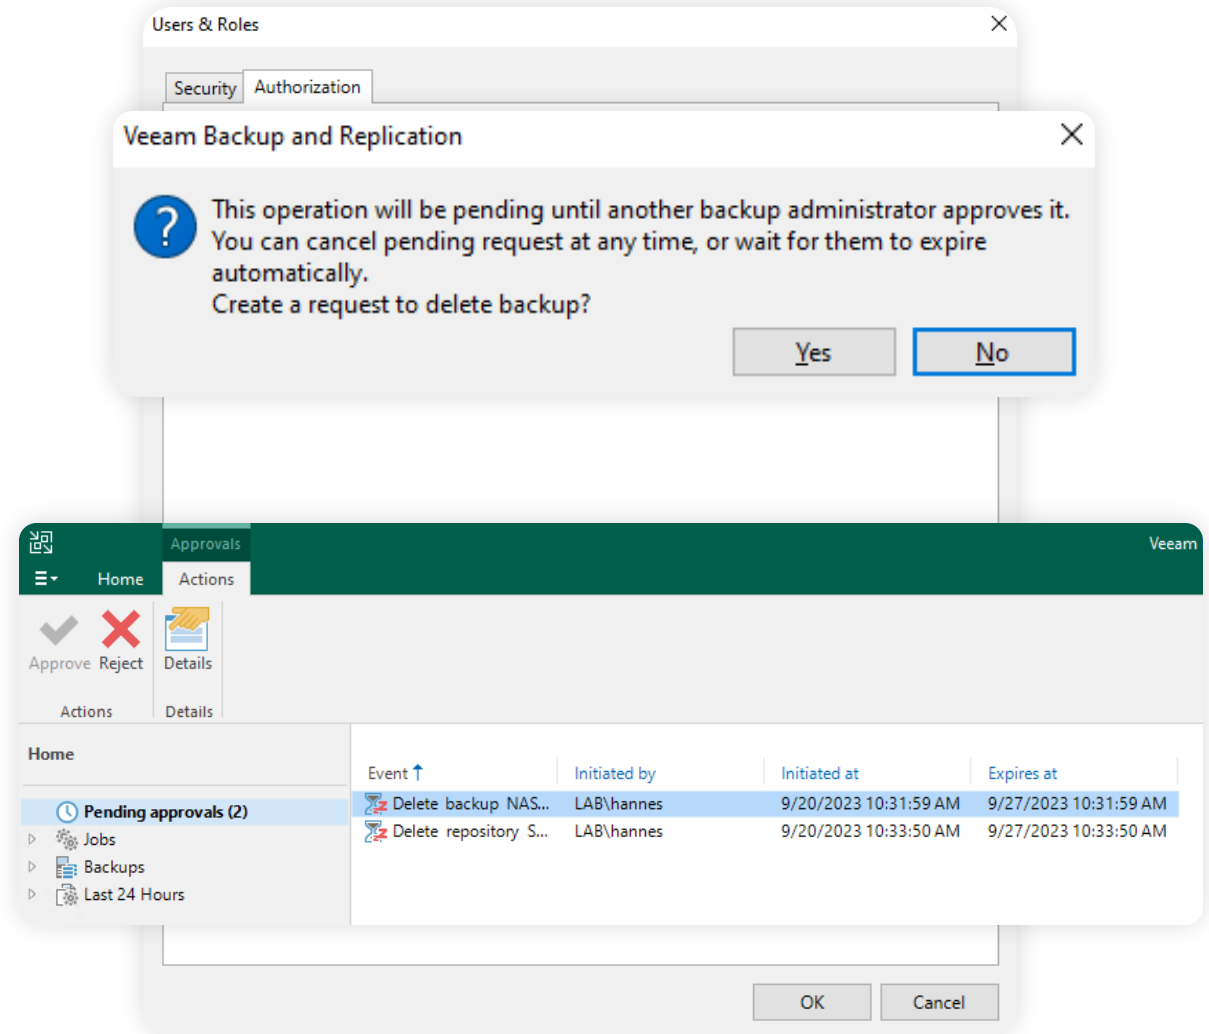 Users & Roles
Security
Authorization
Veeam Backup and Replication
?
This operation will be pending until another backup administrator approves it.
You can cancel pending request at any time, or wait for them to expire
automatically.
Create a request to delete backup?
Yes
No
Approvals
Veeam
Home
Actions
Approve
Reject
Details
Actions
Details
Home
Pending approvals (2)
Jobs
Backups
Last 24 Hours
Event Initiated by Initiated at Expires at
Delete backup NAS... LAB\hannes 9/20/2023 10:31:59 AM 9/27/2023 10:31:59 AM
Delete repository S... LAB\hannes 9/20/2023 10:33:50 AM 9/27/2023 10:33:50 AM
OK
Cancel